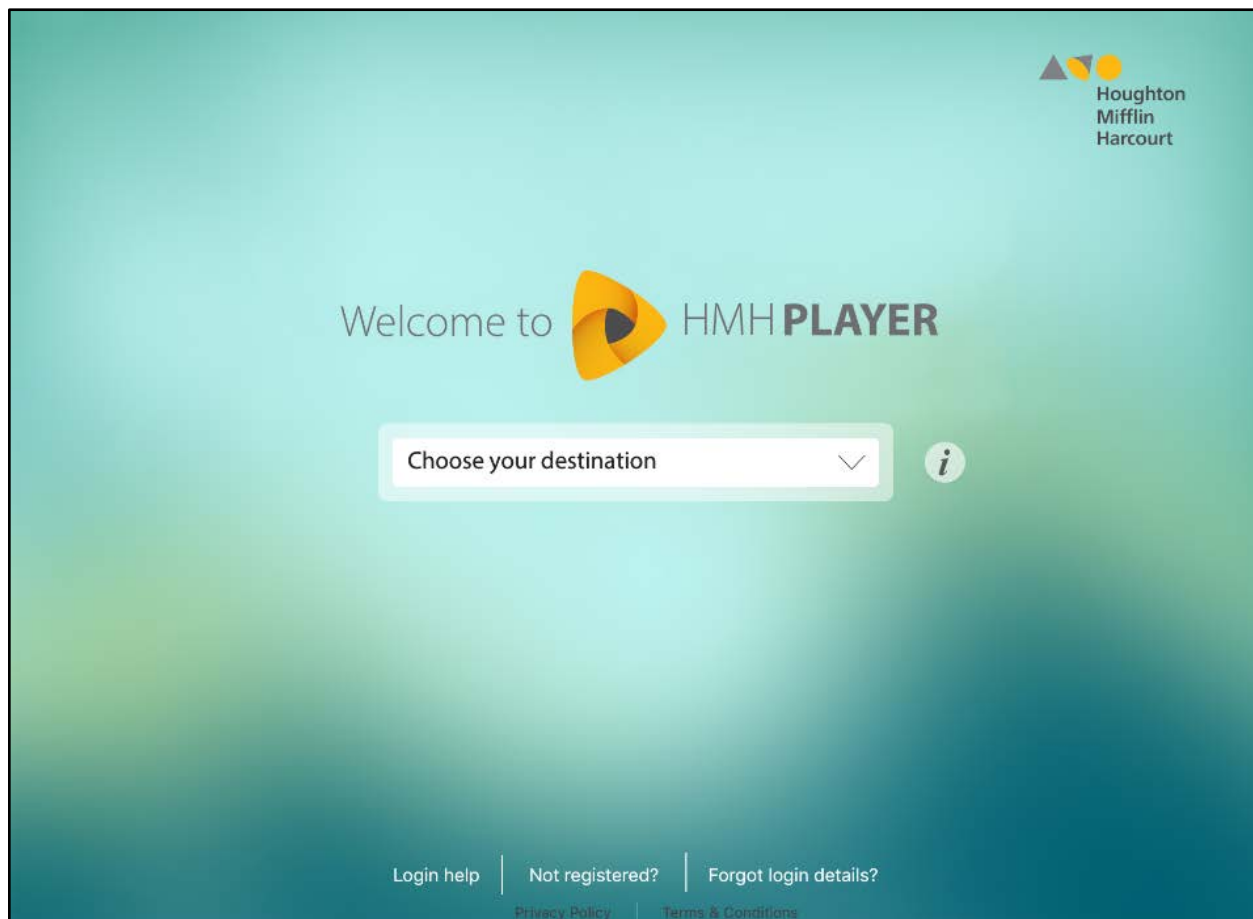 Houghton
Mifflin
Harcourt
Welcome to HMH PLAYER
Choose your destination
i
Login help | Not registered? | Forgot login details?
Privacy Policy | Terms & Conditions